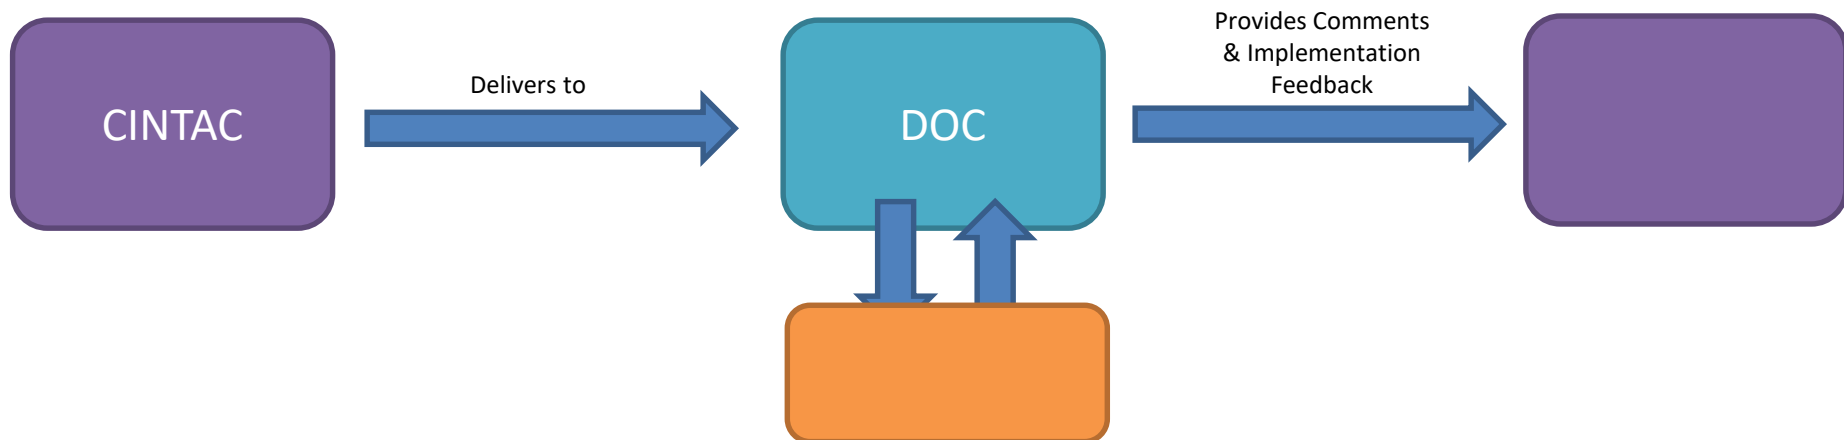 CINTAC
Delivers to
DOC
Provides Comments
& Implementation
Feedback